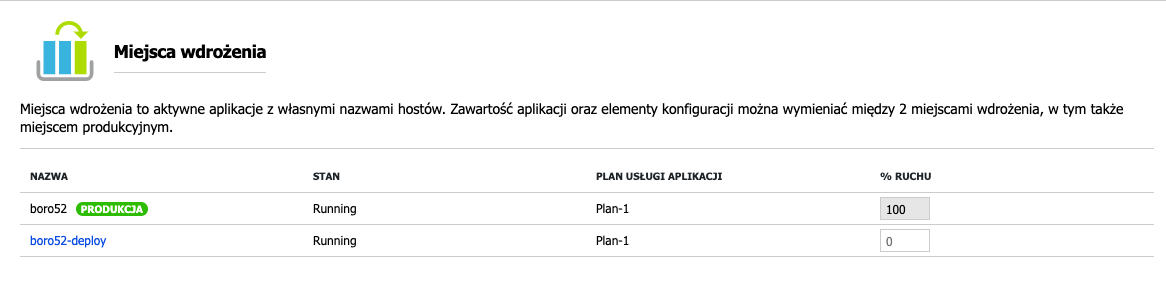 Miejsca wdrożenia
Miejsca wdrożenia to aktywne aplikacje z własnymi nazwami hostów. Zawartość aplikacji oraz elementy konfiguracji można wymieniać między 2 miejscami wdrożenia, w tym także
miejscem produkcyjnym.
NAZWA STAN PLAN USŁUGI APLIKACJI % RUCHU
boro52 PRODUKCJA Running Plan-1 100
boro52-deploy Running Plan-1 0